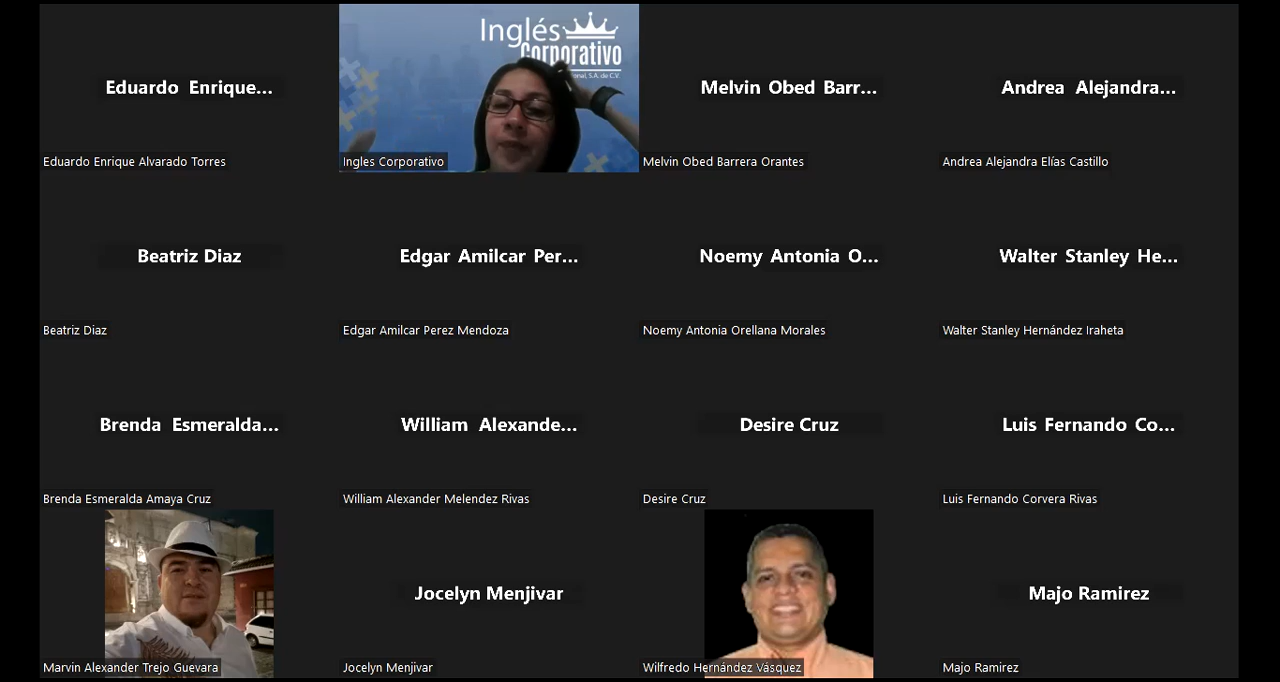 Eduardo Enrique...
Eduardo Enrique Alvarado Torres
Inglés
Corporativo
onal, S.A. de C.V.
Ingles Corporativo
Melvin Obed Barr...
Melvin Obed Barrera Orantes
Andrea Alejandra...
Andrea Alejandra Elías Castillo
Beatriz Diaz
Beatriz Diaz
Edgar Amilcar Per...
Edgar Amilcar Perez Mendoza
Noemy Antonia O...
Noemy Antonia Orellana Morales
Walter Stanley He...
Walter Stanley Hernández Iraheta
Brenda Esmeralda...
Brenda Esmeralda Amaya Cruz
William Alexande...
William Alexander Melendez Rivas
Desire Cruz
Desire Cruz
Luis Fernando Co...
Luis Fernando Corvera Rivas
Marvin Alexander Trejo Guevara
Jocelyn Menjivar
Jocelyn Menjivar
Wilfredo Hernández Vásquez
Majo Ramirez
Majo Ramirez